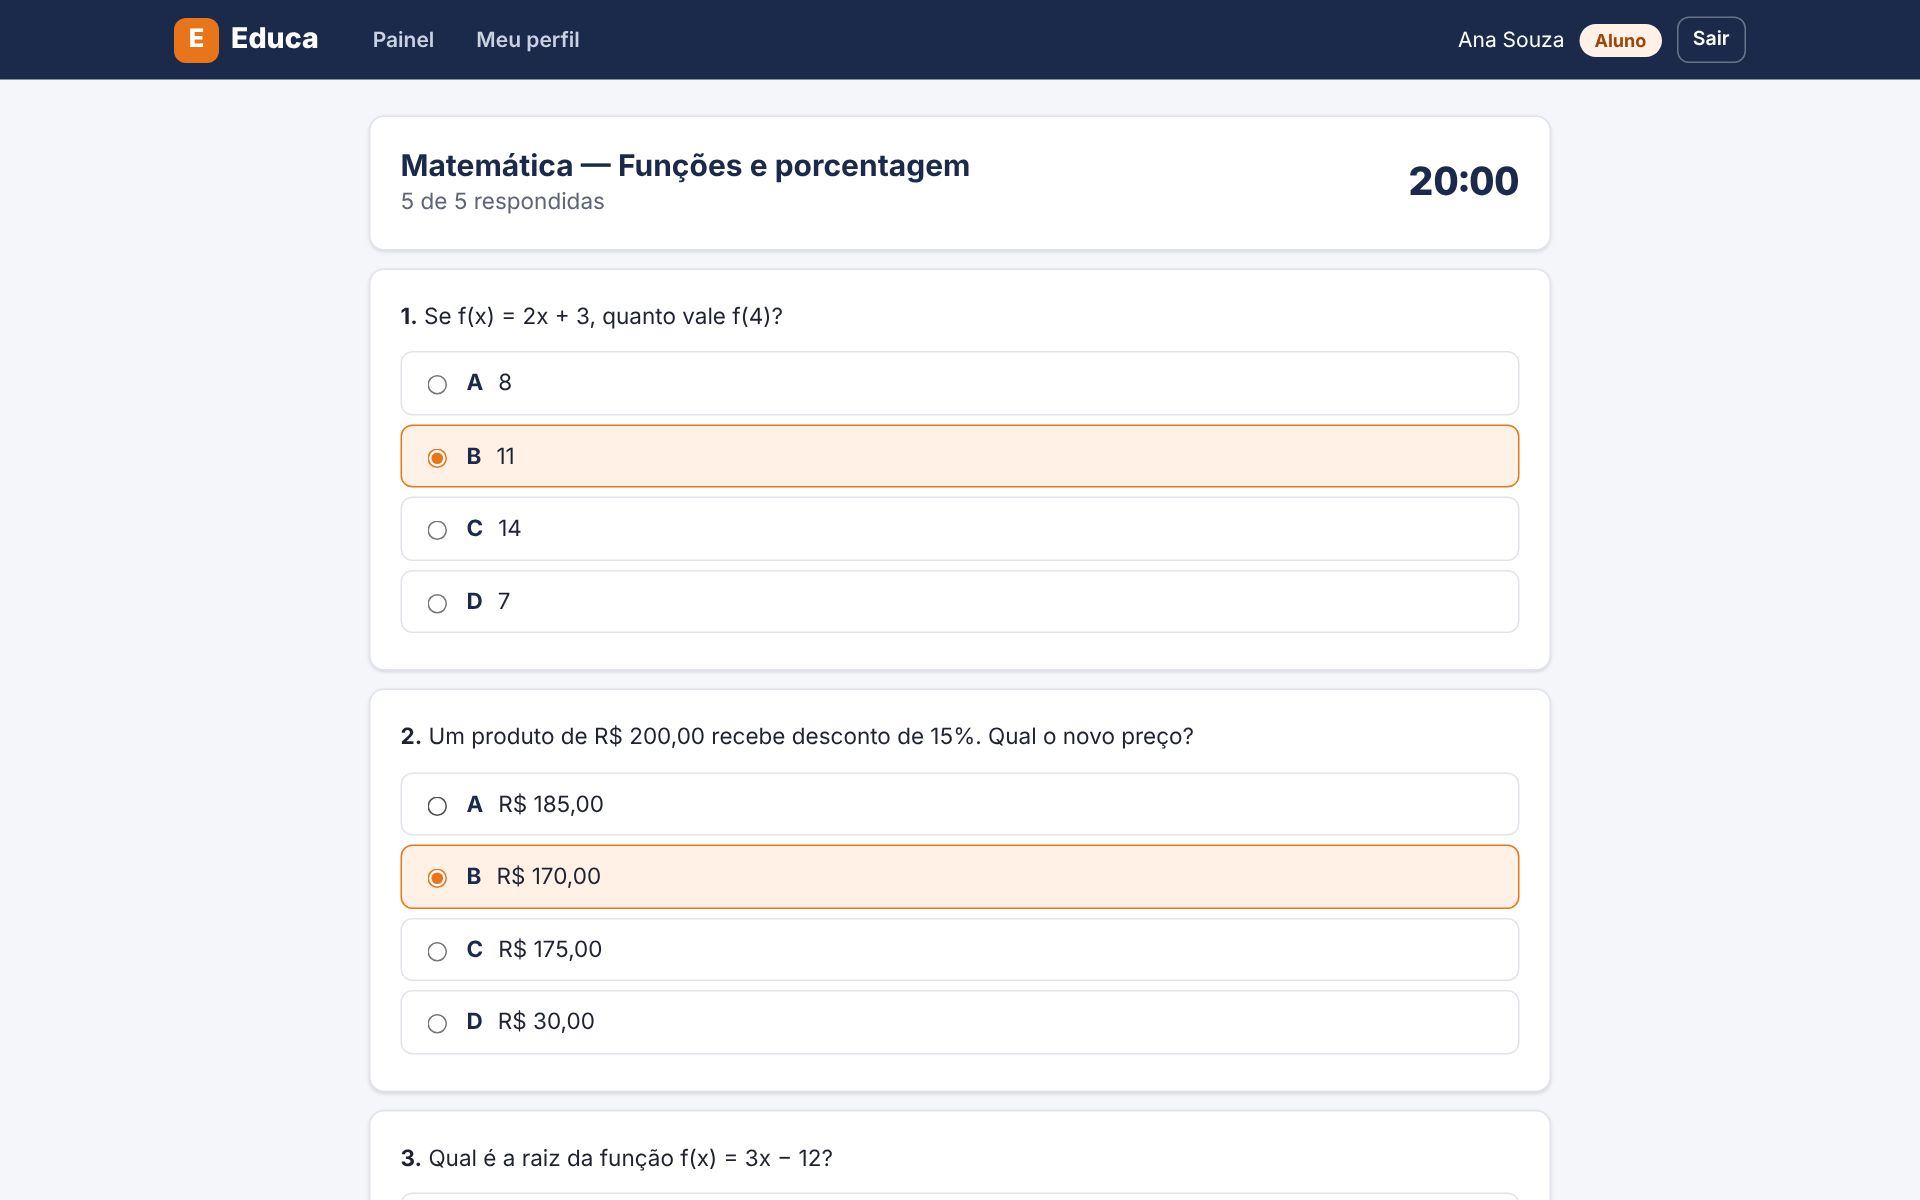 E Educa Painel Meu perfil Ana Souza Aluno Sair
Matemática — Funções e porcentagem
5 de 5 respondidas
20:00
1. Se f(x) = 2x + 3, quanto vale f(4)?
A 8
B 11
C 14
D 7
2. Um produto de R$ 200,00 recebe desconto de 15%. Qual o novo preço?
A R$ 185,00
B R$ 170,00
C R$ 175,00
D R$ 30,00
3. Qual é a raiz da função f(x) = 3x − 12?